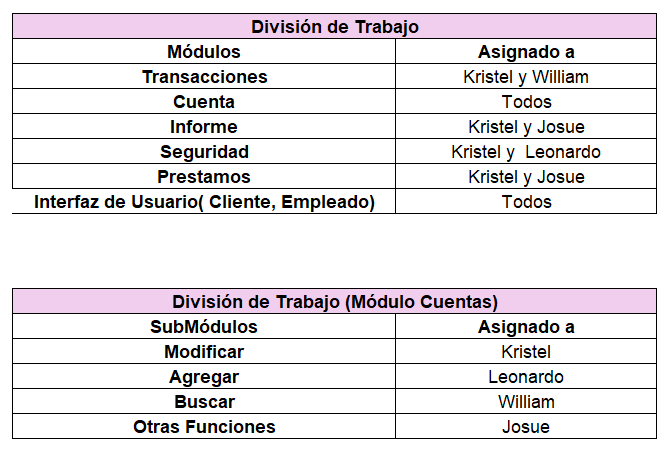 División de Trabajo
Módulos Asignado a
Transacciones Kristel y William
Cuenta Todos
Informe Kristel y Josue
Seguridad Kristel y  Leonardo
Prestamos Kristel y Josue
Interfaz de Usuario( Cliente, Empleado) Todos
División de Trabajo (Módulo Cuentas)
SubMódulos Asignado a
Modificar Kristel
Agregar Leonardo
Buscar William
Otras Funciones Josue